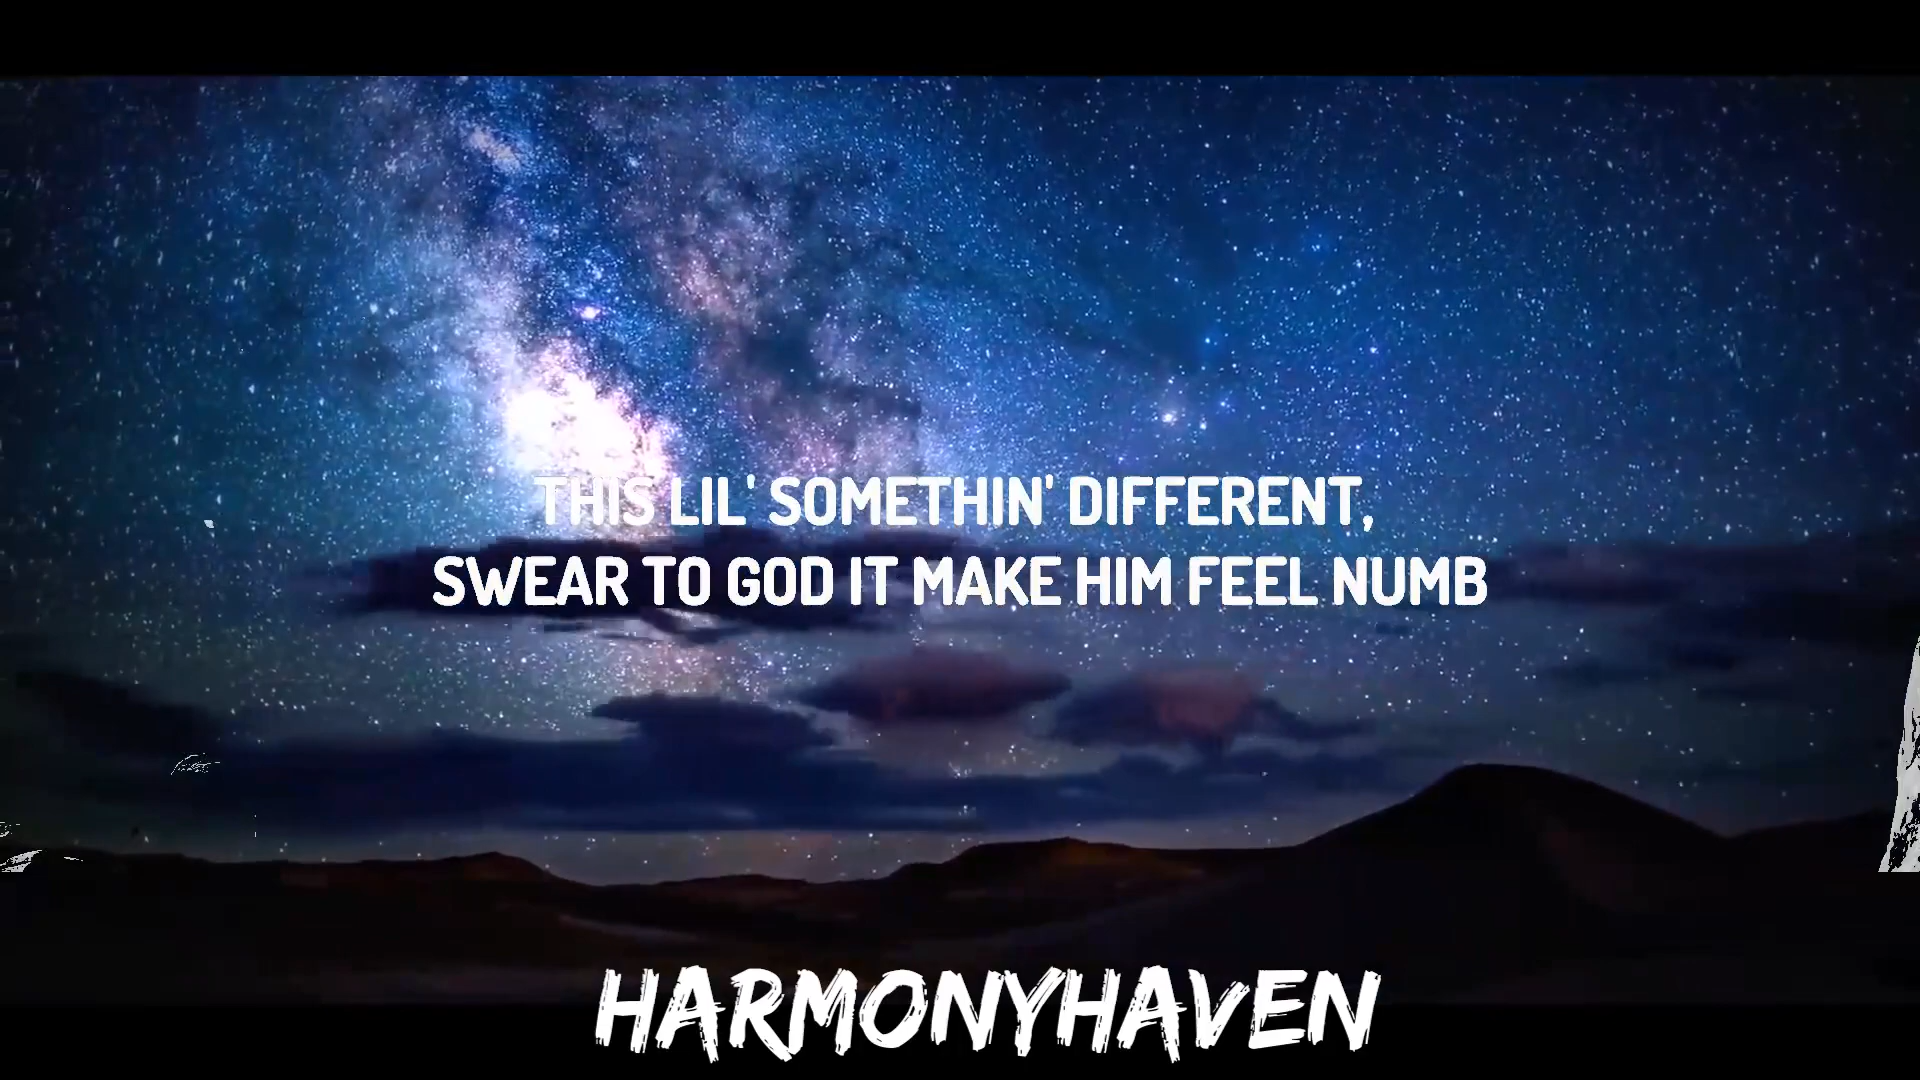 THIS LIL' SOMETHIN' DIFFERENT,
SWEAR TO GOD IT MAKE HIM FEEL NUMB
HARMONYHAVEN